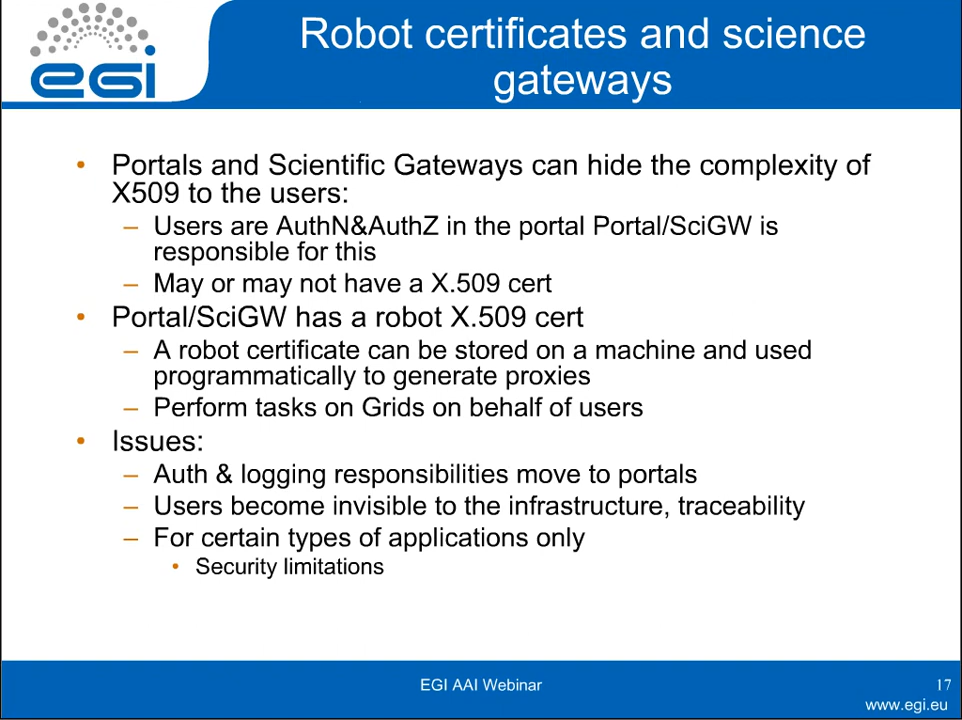 egi
Robot certificates and science
gateways
• Portals and Scientific Gateways can hide the complexity of
X509 to the users:
– Users are AuthN&AuthZ in the portal Portal/SciGW is
responsible for this
– May or may not have a X.509 cert
• Portal/SciGW has a robot X.509 cert
– A robot certificate can be stored on a machine and used
programmatically to generate proxies
– Perform tasks on Grids on behalf of users
• Issues:
– Auth & logging responsibilities move to portals
– Users become invisible to the infrastructure, traceability
– For certain types of applications only
• Security limitations
EGI AAI Webinar
17
www.egi.eu